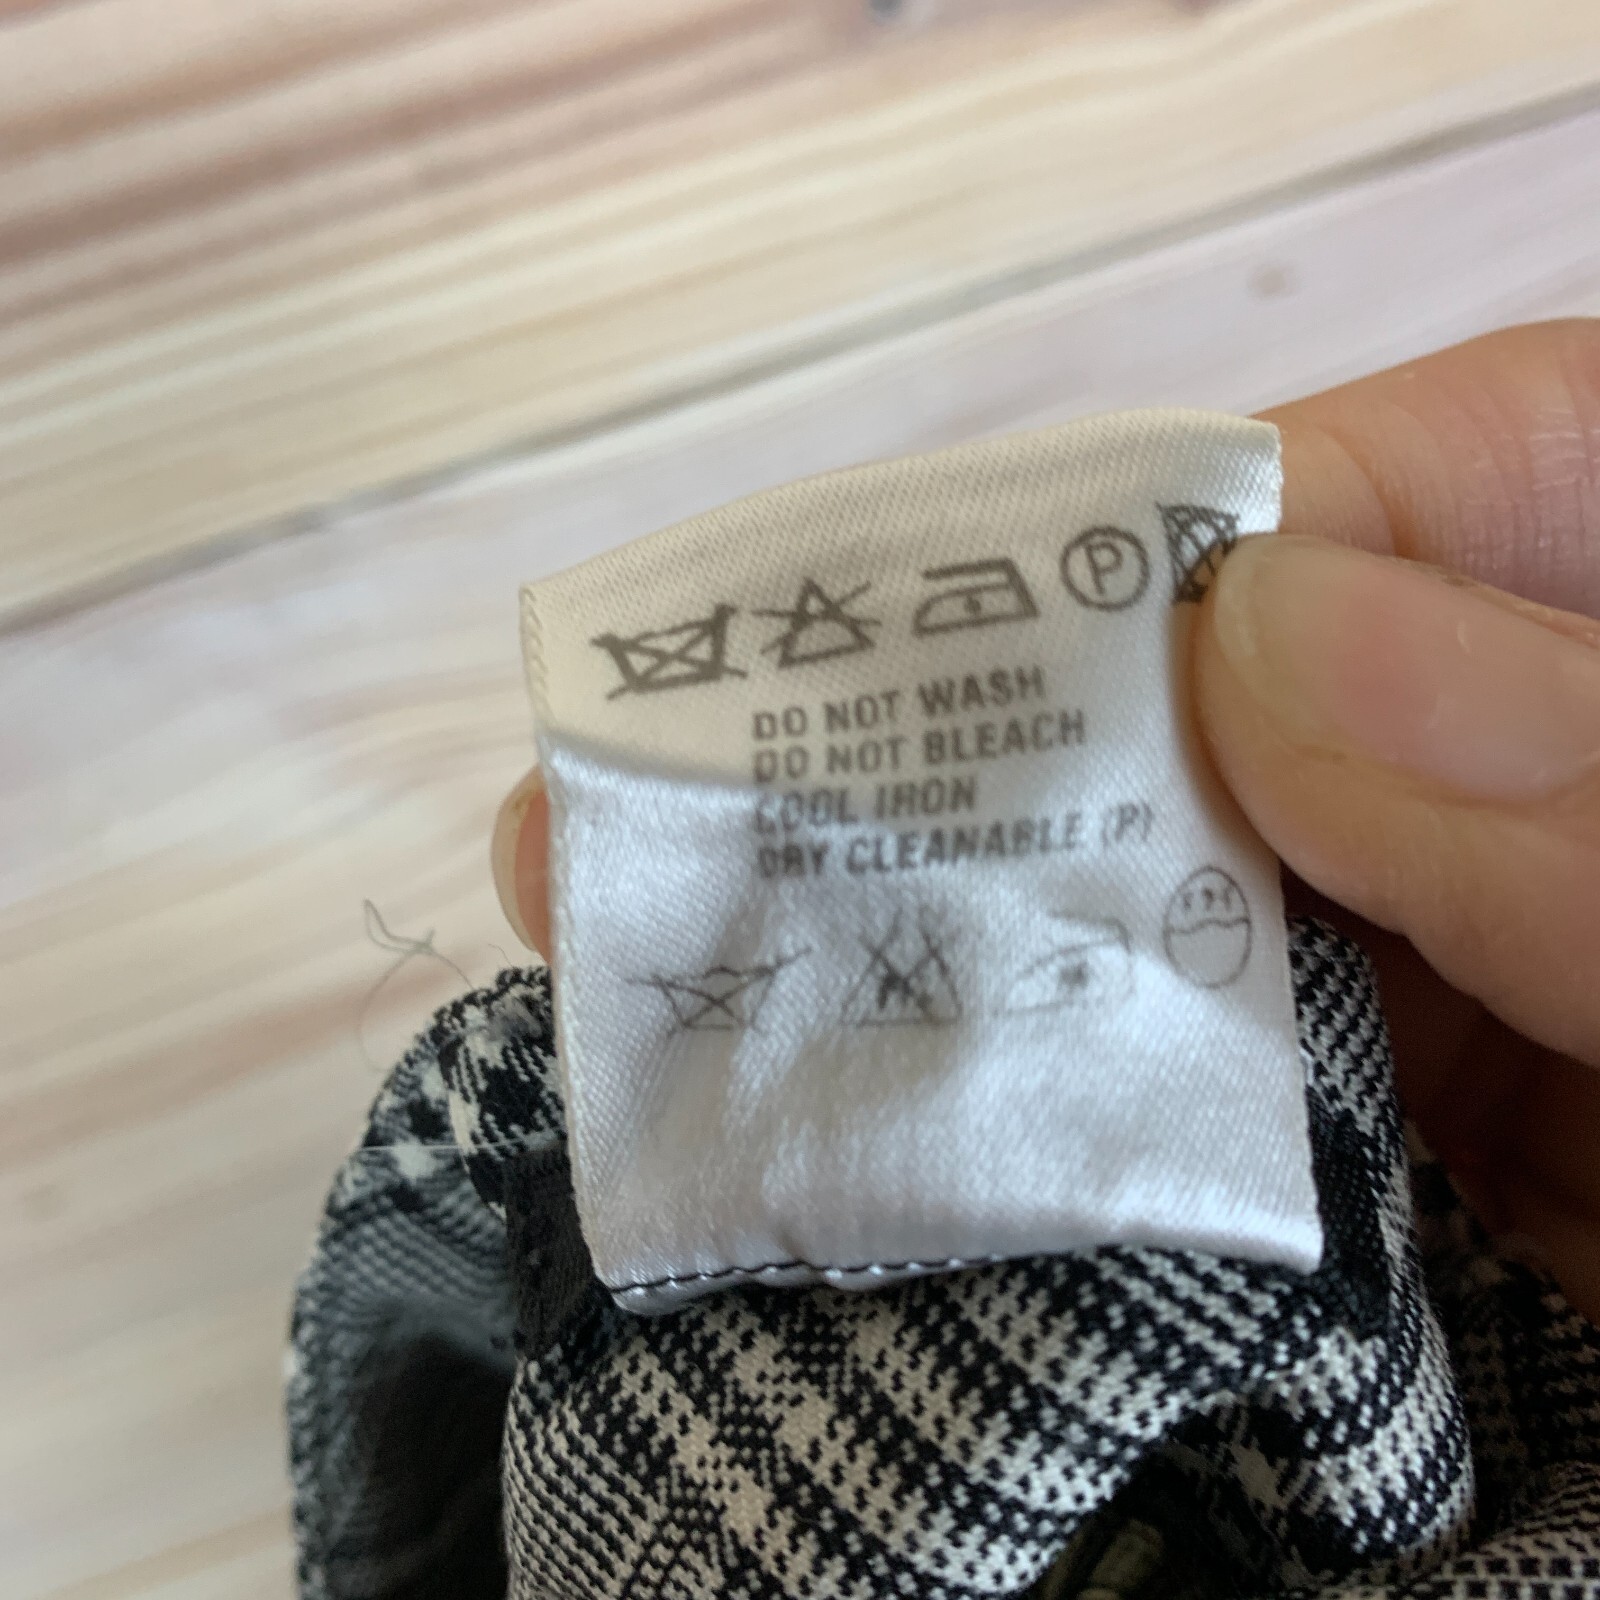 P
DO NOT WASH
DO NOT BLEACH
COOL IRON
DRY CLEANABLE (P)